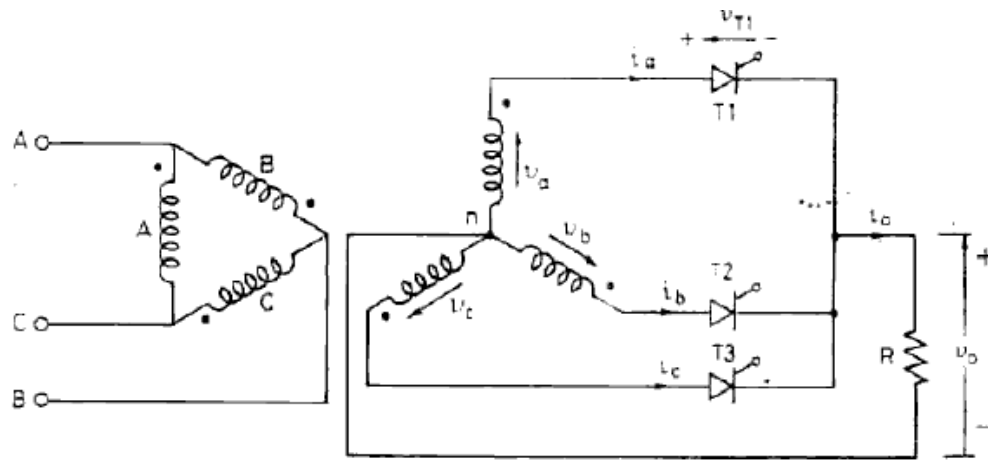 + v_T1 -
i_a
T1
A
B
A
v_a
n
C
v_b
i_o
C
v_c
i_b
T2
+
R
v_o
B
i_c
T3
-